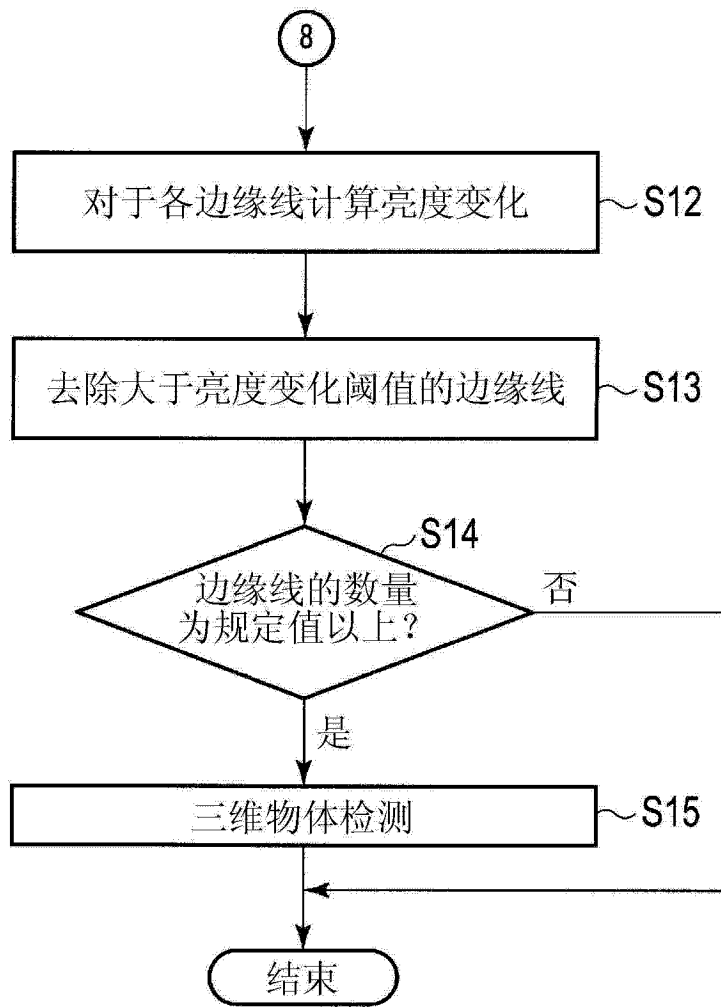 8
对于各边缘线计算亮度变化
S12
去除大于亮度变化阈值的边缘线
S13
S14
边缘线的数量
为规定值以上？
否
是
三维物体检测
S15
结束